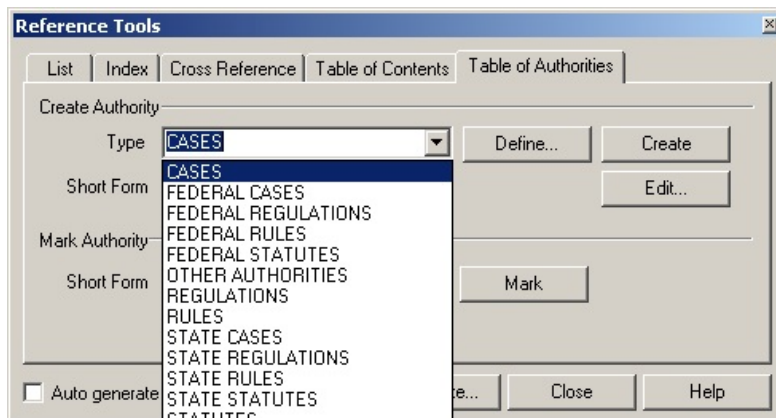 Reference Tools
List Index Cross Reference Table of Contents Table of Authorities
Create Authority
Type CASES Define... Create
CASES
Short Form Edit...
FEDERAL CASES
FEDERAL REGULATIONS
FEDERAL RULES
Mark Authority
FEDERAL STATUTES
OTHER AUTHORITIES
Short Form Mark
REGULATIONS
RULES
STATE CASES
STATE REGULATIONS
STATE RULES
Auto generate Close Help
STATE STATUTES
STATUTES